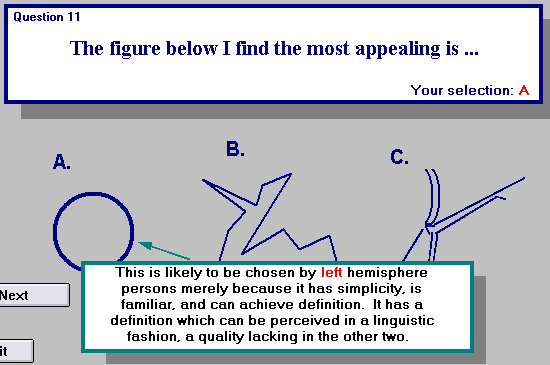 Question 11
The figure below I find the most appealing is ...
Your selection: A
A.
B.
C.
This is likely to be chosen by left hemisphere
persons merely because it has simplicity, is
familiar, and can achieve definition. It has a
definition which can be perceived in a linguistic
fashion, a quality lacking in the other two.
Next
it